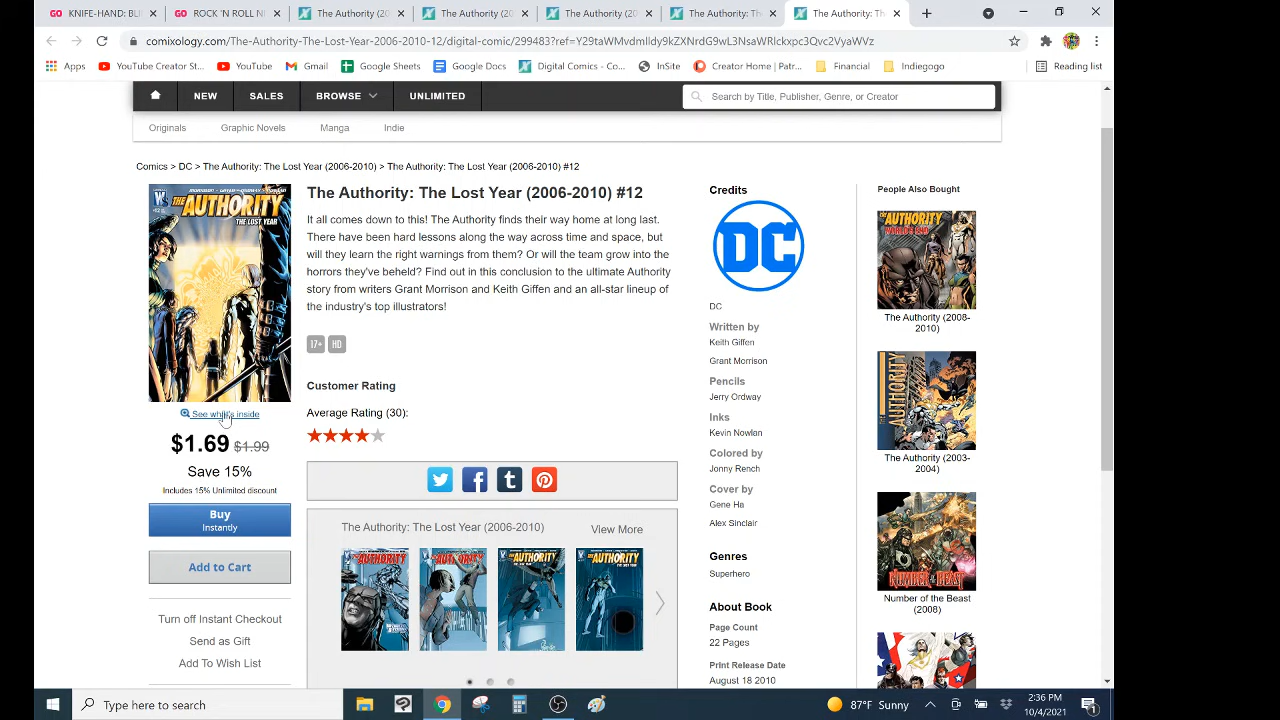 KNIFE-HAND: BL
ROCK 'N ROLL N
The Authority (20
The Authority (20
The Authority (20
The Authority: Th
The Authority: Th
comixology.com/The-Authority-The-Lost-Year-2006-2010-12/digital-comic/299483?ref=Y29taWMvdmlldy9kZXNrdG9wL3NsaWRlckxpc3Qvc2VyaWVz
Apps YouTube Creator St... YouTube Gmail Google Sheets Google Docs Digital Comics - Co... InSite Creator Home | Patr... Financial Indiegogo Reading list
NEW SALES BROWSE UNLIMITED Search by Title, Publisher, Genre, or Creator
Originals Graphic Novels Manga Indie
Comics > DC > The Authority: The Lost Year (2006-2010) > The Authority: The Lost Year (2006-2010) #12
THE AUTHORITY
THE LOST YEAR
See what's inside
$1.69 $1.99
Save 15%
Includes 15% Unlimited discount
Buy
Instantly
Add to Cart
Turn off Instant Checkout
Send as Gift
Add To Wish List
The Authority: The Lost Year (2006-2010) #12
It all comes down to this! The Authority finds their way home at long last.
There have been hard lessons along the way across time and space, but
will they learn the right warnings from them? Or will the team grow into the
horrors they've beheld? Find out in this conclusion to the ultimate Authority
story from writers Grant Morrison and Keith Giffen and an all-star lineup of
the industry's top illustrators!
17+ HD
Customer Rating
Average Rating (30):
The Authority: The Lost Year (2006-2010) View More
Credits
DC
DC
Written by
Keith Giffen
Grant Morrison
Pencils
Jerry Ordway
Inks
Kevin Nowlan
Colored by
Jonny Rench
Cover by
Gene Ha
Alex Sinclair
Genres
Superhero
About Book
Page Count
22 Pages
Print Release Date
August 18 2010
People Also Bought
THE AUTHORITY
WORLD'S END
The Authority (2008-
2010)
AUTHORITY
The Authority (2003-
2004)
NUMBER OF THE BEAST
Number of the Beast
(2008)
Type here to search
87°F Sunny
2:36 PM
10/4/2021
1